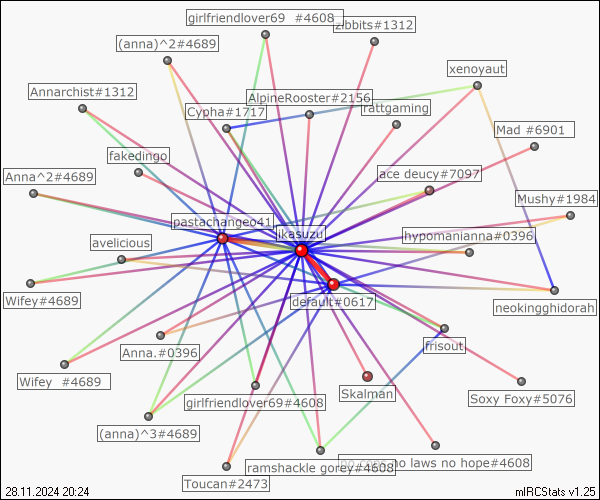 girlfriendlover69 #4608
zibbits#1312
(anna)^2#4689
xenoyaut
Annarchist#1312
AlpineRooster#2156
Cypha#1717
rattgaming
Mad #6901
fakedingo
ace deucy#7097
Anna^2#4689
Mushy#1984
pastachangeo41
ikasuzu
hypomanianna#0396
avelicious
Wifey#4689
default#0617
neokingghidorah
Anna.#0396
frisout
Wifey #4689
Skalman
Soxy Foxy#5076
girlfriendlover69#4608
(anna)^3#4689
no laws no hope#4608
ramshackle gorey#4608
Toucan#2473
28.11.2024 20:24
mIRCStats v1.25